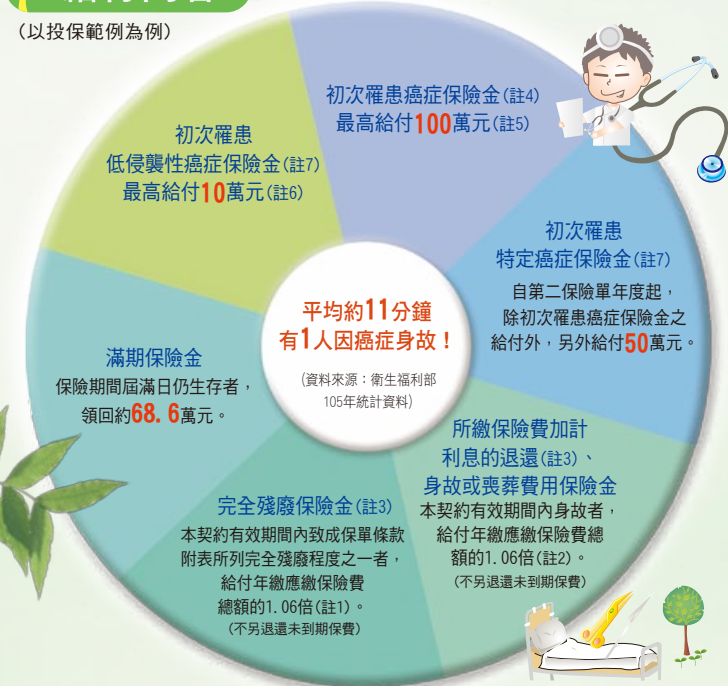 （以投保範例為例）
初次罹患癌症保險金(註4)
最高給付100萬元(註5)
初次罹患
特定癌症保險金(註7)
自第二保險單年度起，
除初次罹患癌症保險金之
給付外，另外給付50萬元。
所繳保險費加計
利息的退還(註3)、
身故或喪葬費用保險金
本契約有效期間內身故者，
給付年繳應繳保險費總
額的1.06倍(註2)。
(不另退還未到期保費)
完全殘廢保險金(註3)
本契約有效期間內致成保單條款
附表所列完全殘廢程度之一者，
給付年繳應繳保險費
總額的1.06倍(註1)。
(不另退還未到期保費)
滿期保險金
保險期間屆滿日仍生存者，
領回約68.6萬元。
初次罹患
低侵襲性癌症保險金(註7)
最高給付10萬元(註6)
平均約11分鐘
有1人因癌症身故！
(資料來源：衛生福利部
105年統計資料)